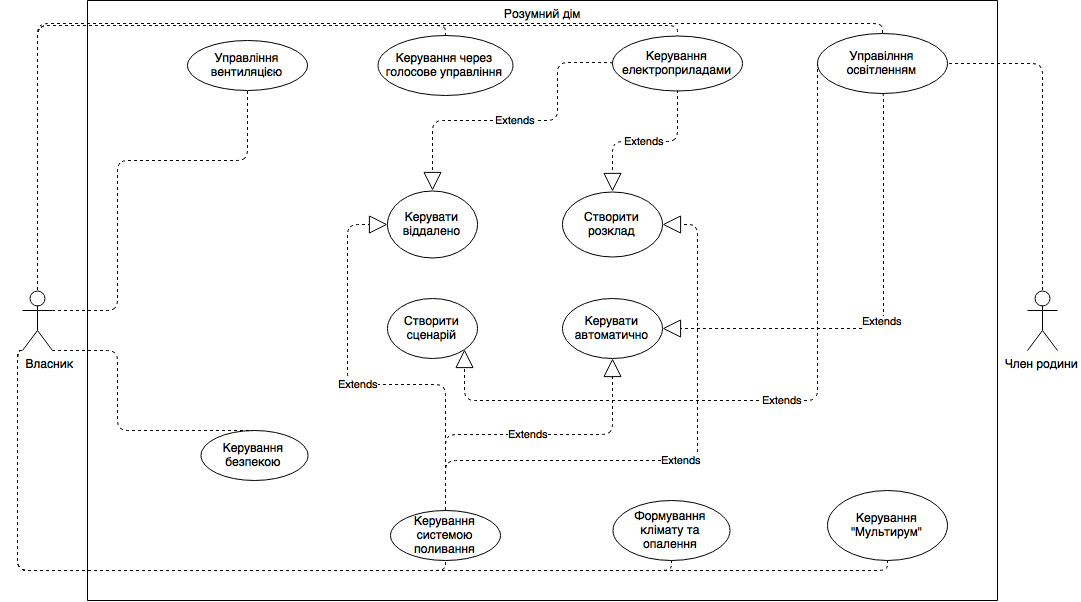 Розумний дім
Управління
вентиляцією
Керування через
голосове управління
Керування
електроприладами
Управління
освітленням
Extends
Extends
Керувати
віддалено
Створити
розклад
Створити
сценарій
Керувати
автоматично
Extends
Власник
Член родини
Extends
Extends
Extends
Extends
Керування
безпекою
Керування
системою
поливання
Формування
клімату та
опалення
Керування
"Мультирум"